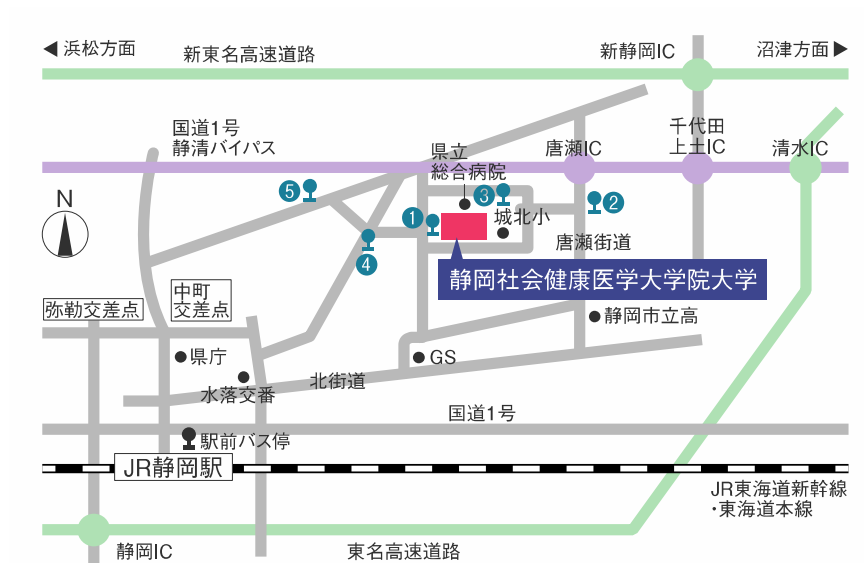 ◀ 浜松方面
新東名高速道路
新静岡IC
沼津方面 ▶
国道1号
静清バイパス
県立
総合病院
唐瀬IC
千代田
上土IC
清水IC
N
5
3
1
城北小
2
4
唐瀬街道
静岡社会健康医学大学院大学
中町
交差点
弥勒交差点
静岡市立高
県庁
GS
水落交番
北街道
国道1号
駅前バス停
JR静岡駅
JR東海道新幹線
・東海道本線
静岡IC
東名高速道路